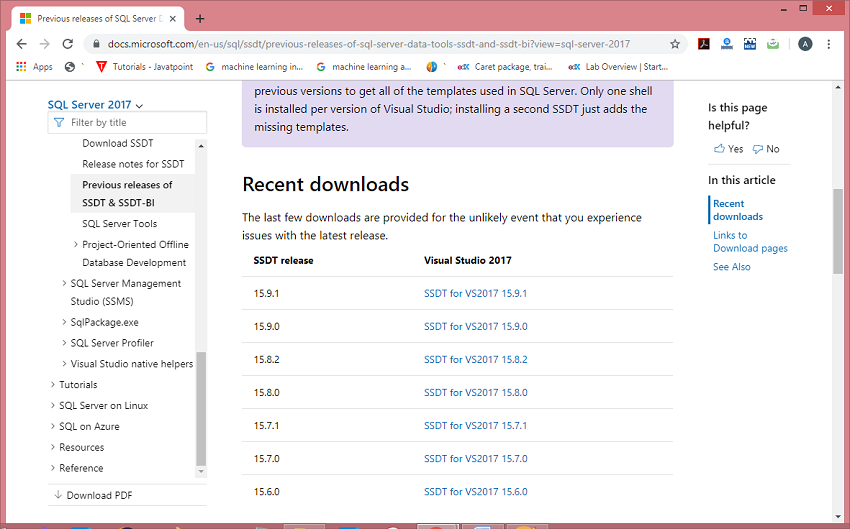 Previous releases of SQL Server D
docs.microsoft.com/en-us/sql/ssdt/previous-releases-of-sql-server-data-tools-ssdt-and-ssdt-bi?view=sql-server-2017
A
Apps
Tutorials - Javatpoint
machine learning in...
machine learning a...
edX Caret package, trai...
edX Lab Overview | Start...
SQL Server 2017
Filter by title
Download SSDT
Release notes for SSDT
Previous releases of
SSDT & SSDT-BI
SQL Server Tools
Project-Oriented Offline
Database Development
SQL Server Management
Studio (SSMS)
SqlPackage.exe
SQL Server Profiler
Visual Studio native helpers
Tutorials
SQL Server on Linux
SQL on Azure
Resources
Reference
Download PDF
previous versions to get all of the templates used in SQL Server. Only one shell
is installed per version of Visual Studio; installing a second SSDT just adds the
missing templates.
Recent downloads
The last few downloads are provided for the unlikely event that you experience
issues with the latest release.
SSDT release Visual Studio 2017
15.9.1 SSDT for VS2017 15.9.1
15.9.0 SSDT for VS2017 15.9.0
15.8.2 SSDT for VS2017 15.8.2
15.8.0 SSDT for VS2017 15.8.0
15.7.1 SSDT for VS2017 15.7.1
15.7.0 SSDT for VS2017 15.7.0
15.6.0 SSDT for VS2017 15.6.0
Is this page
helpful?
Yes No
In this article
Recent
downloads
Links to
Download pages
See Also